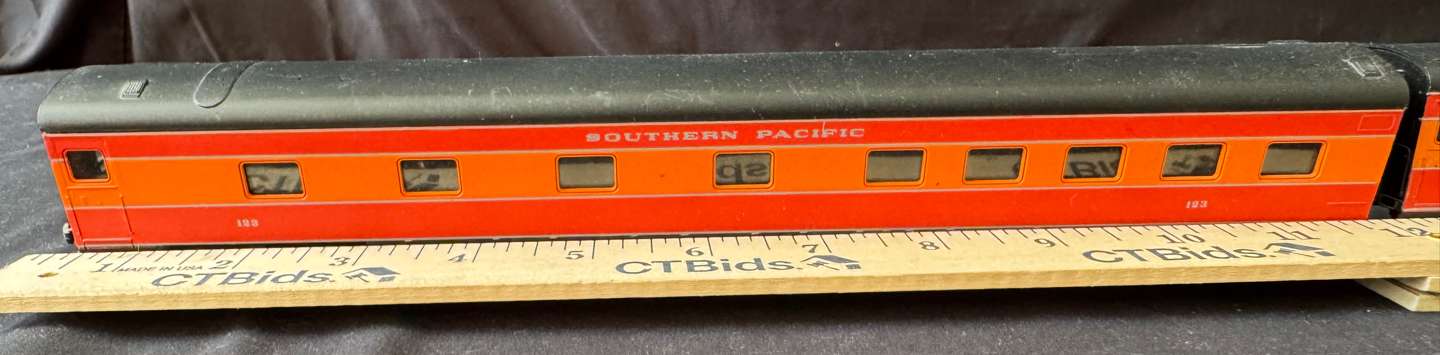 SOUTHERN PACIFIC
123
123
1 2 3 4 5 6 7 8 9 10 11 12
MADE IN USA
CTBids. CTBids. CTBids.